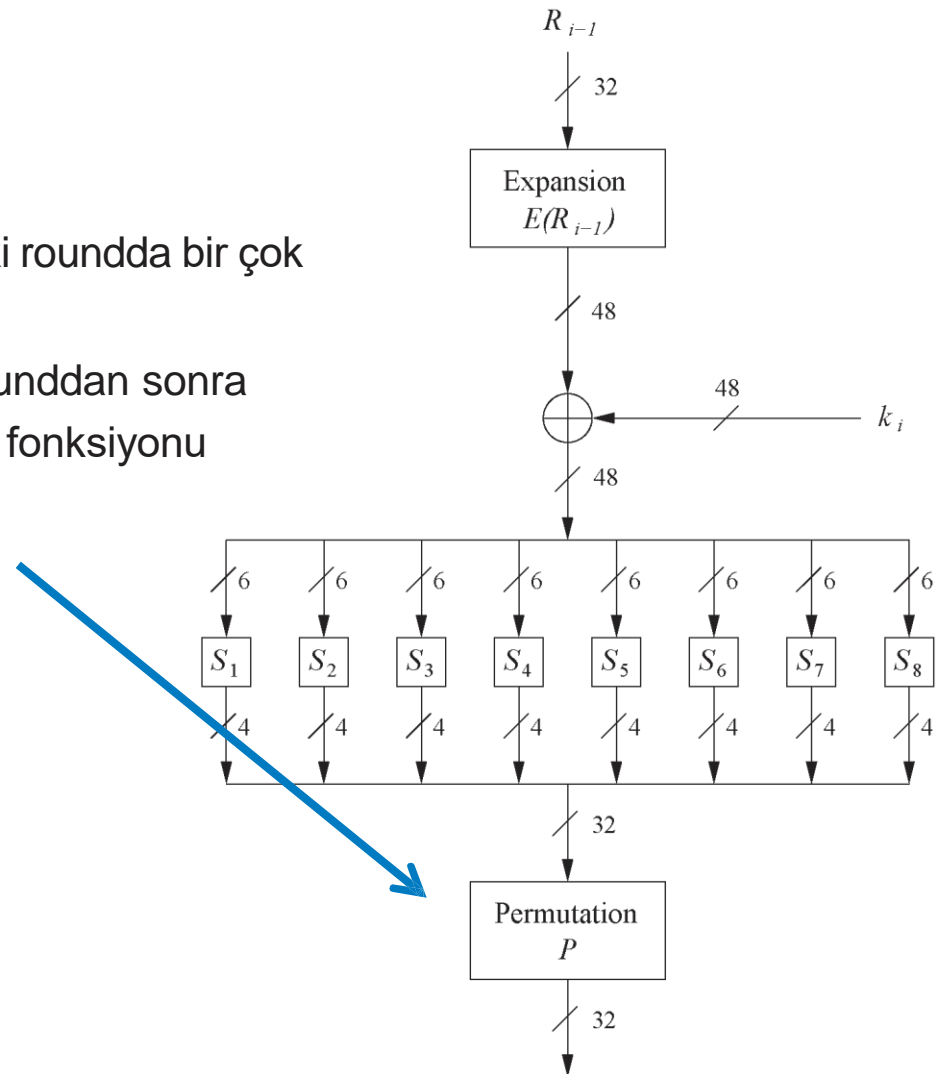 R i−1
32
Expansion
E(R i−1)
i roundda bir çok
48
unddan sonra
fonksiyonu
48
k i
48
6 6 6 6 6 6 6 6
S1 S2 S3 S4 S5 S6 S7 S8
4 4 4 4 4 4 4 4
32
Permutation
P
32